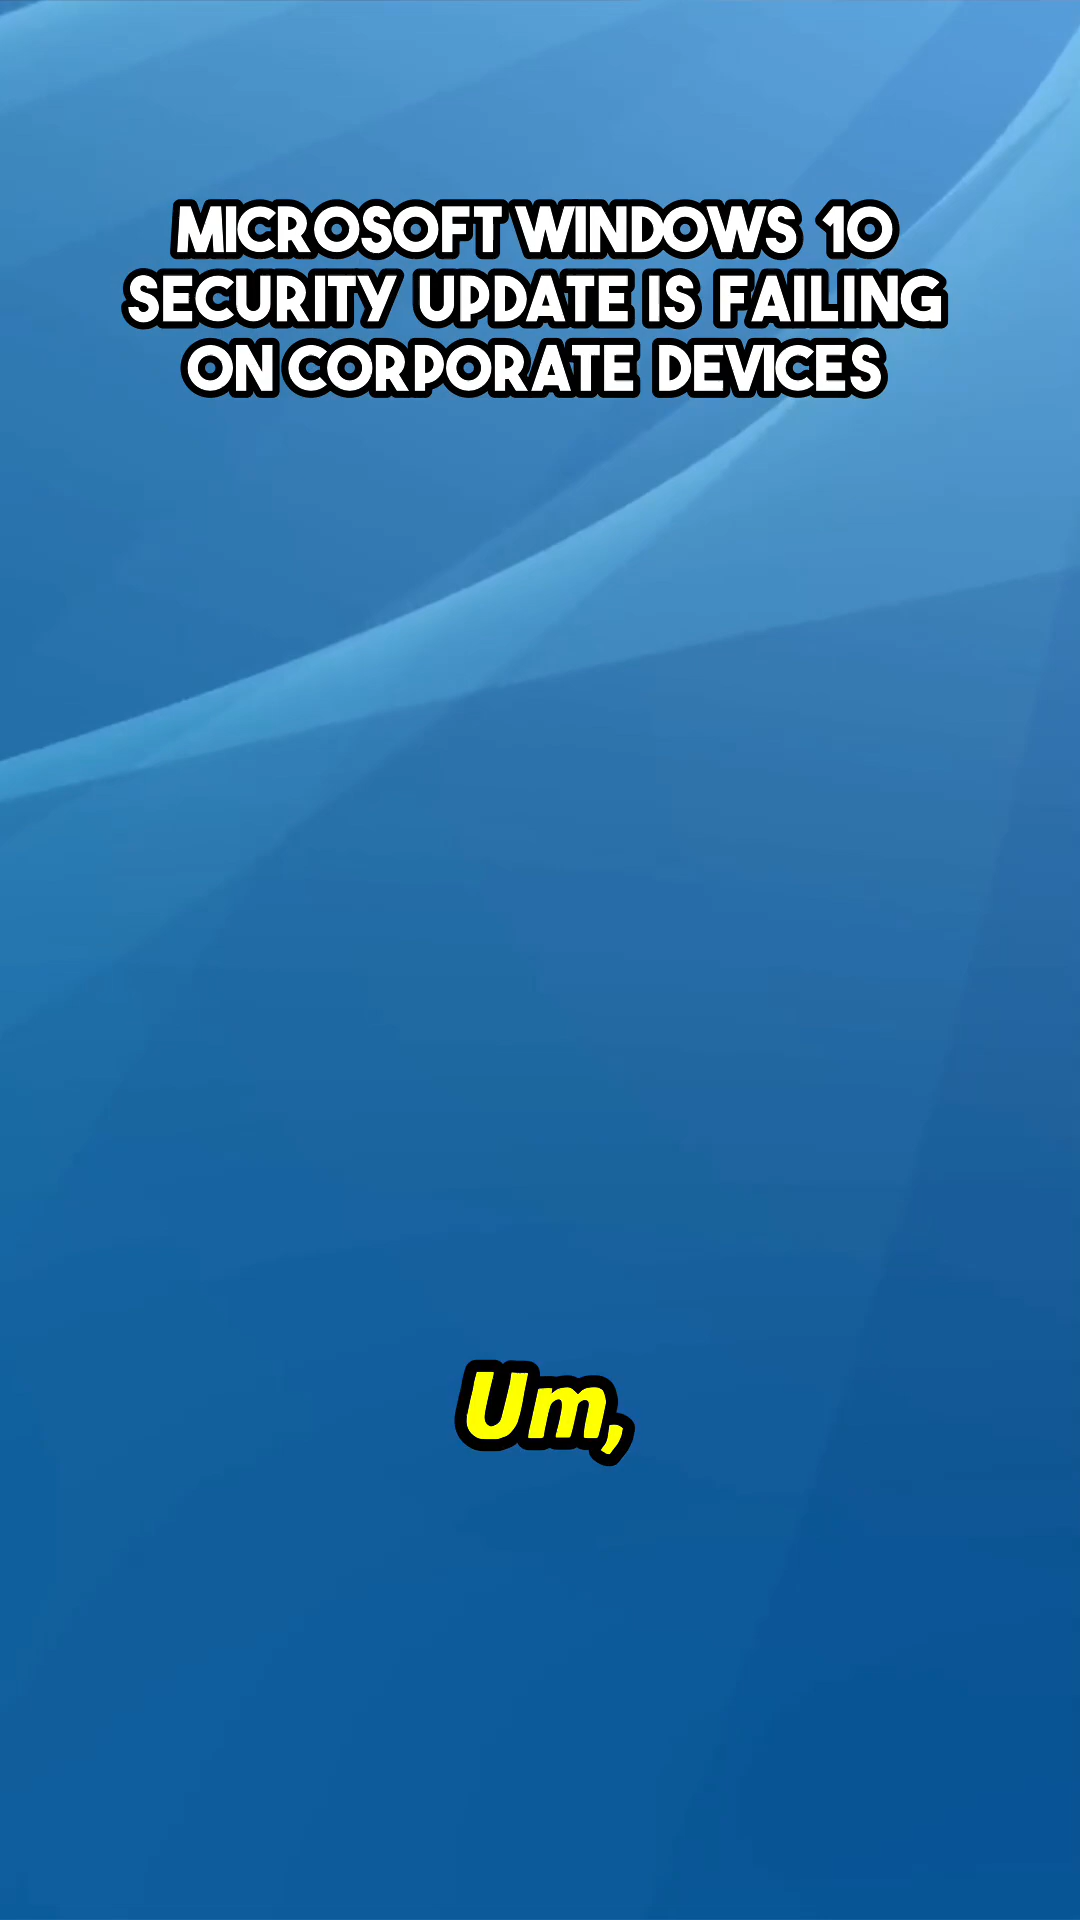 MICROSOFT WINDOWS 10
SECURITY UPDATE IS FAILING
ON CORPORATE DEVICES
Um,